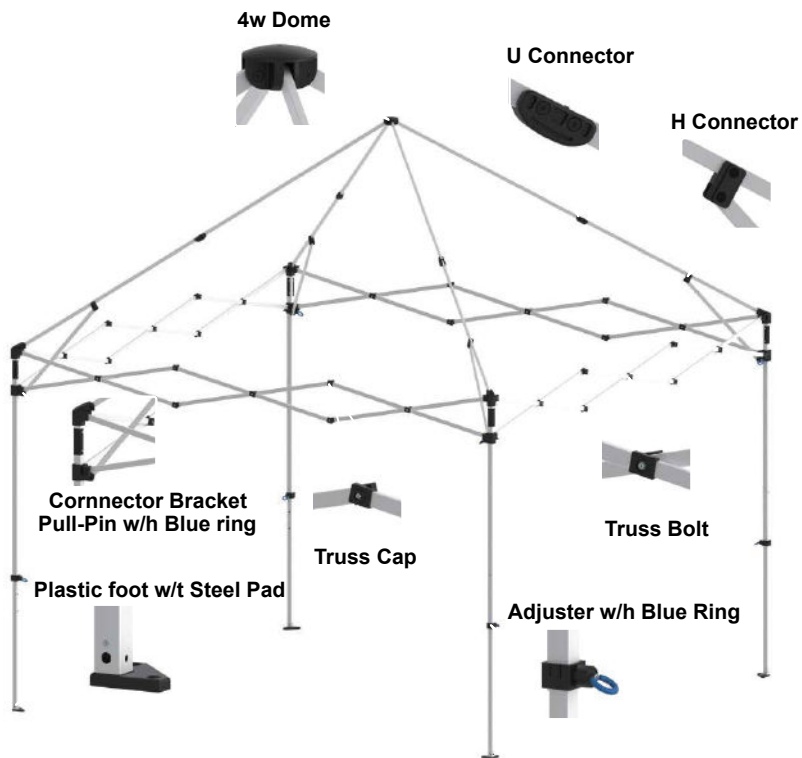 4w Dome
U Connector
H Connector
Cornnector Bracket
Pull-Pin w/h Blue ring
Truss Cap
Truss Bolt
Plastic foot w/t Steel Pad
Adjuster w/h Blue Ring